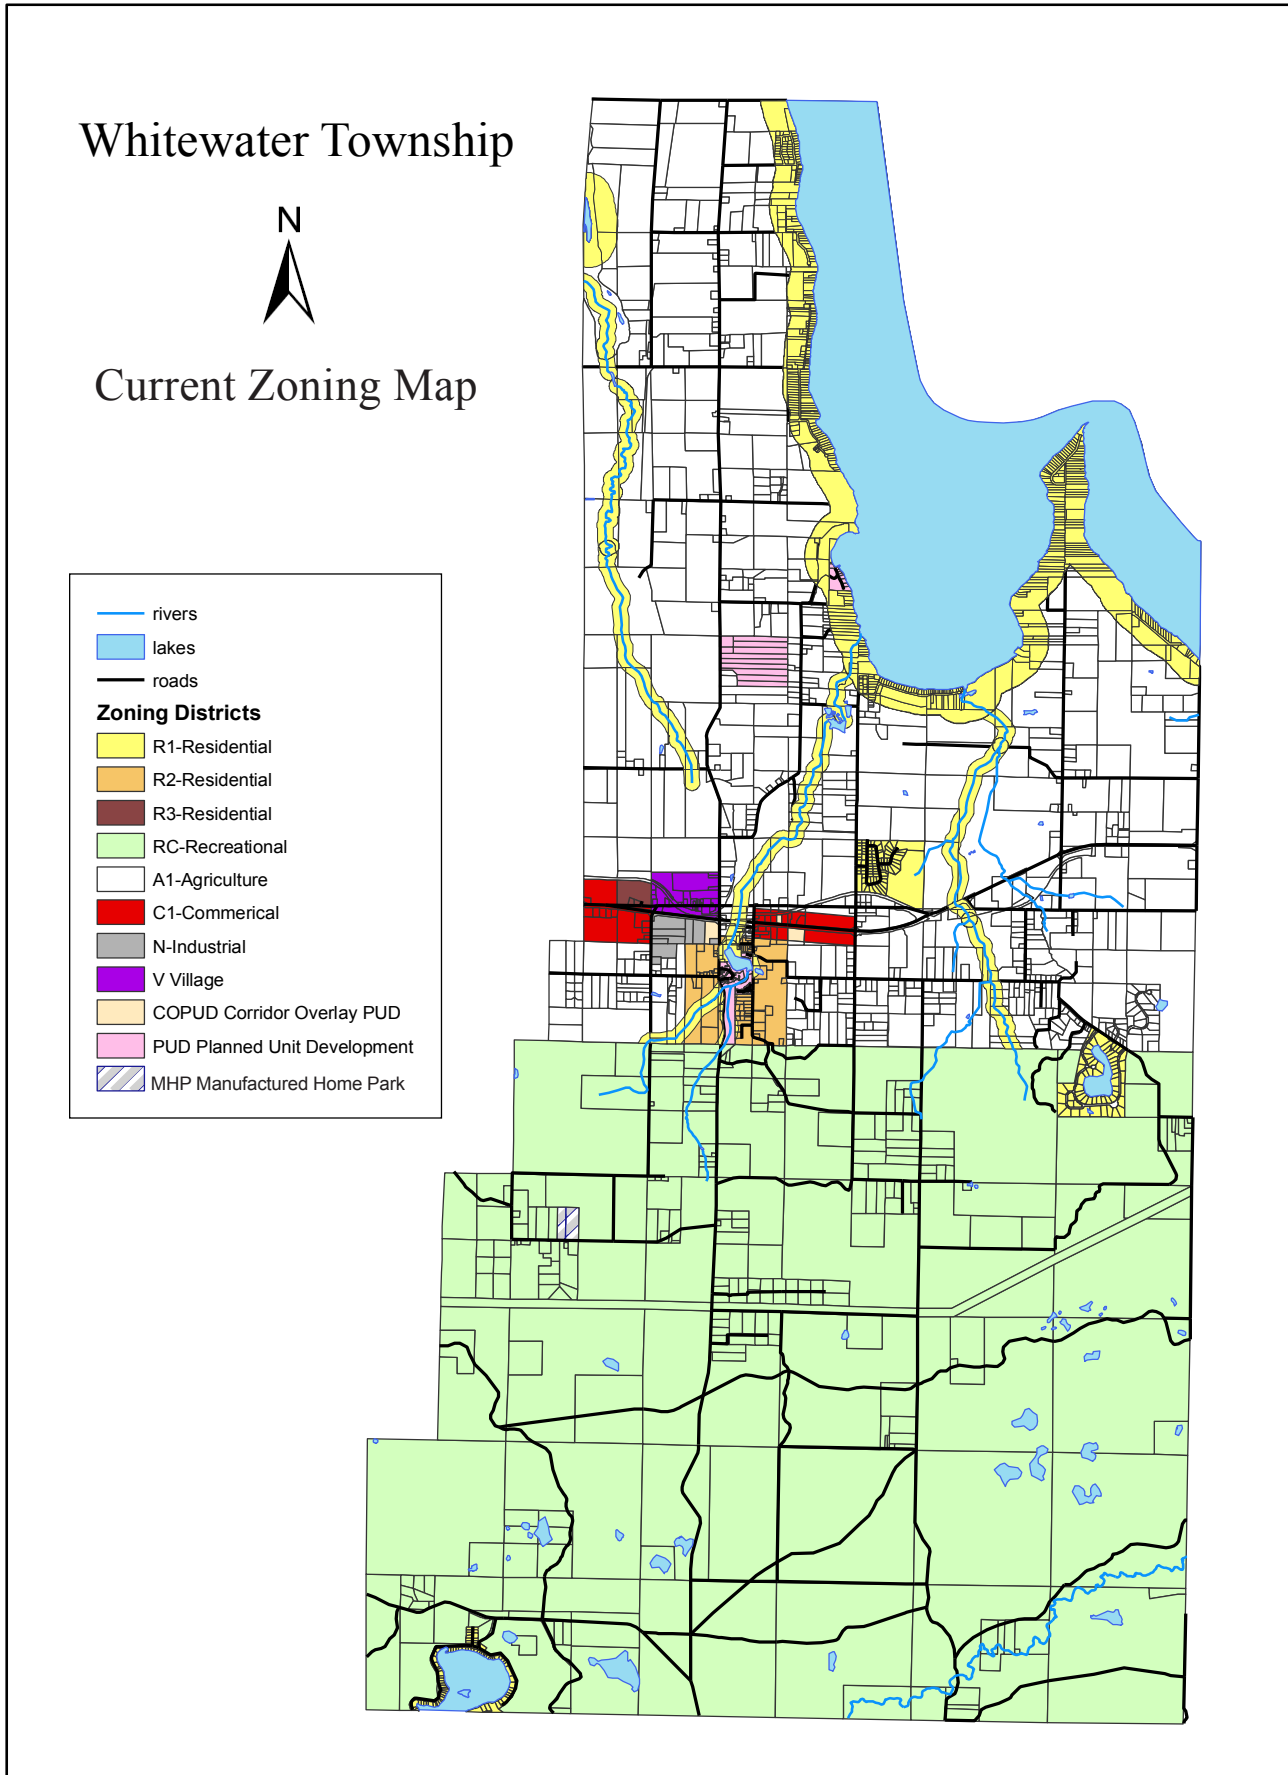 Whitewater Township
N
Current Zoning Map
rivers
lakes
roads
Zoning Districts
R1-Residential
R2-Residential
R3-Residential
RC-Recreational
A1-Agriculture
C1-Commerical
N-Industrial
V Village
COPUD Corridor Overlay PUD
PUD Planned Unit Development
MHP Manufactured Home Park